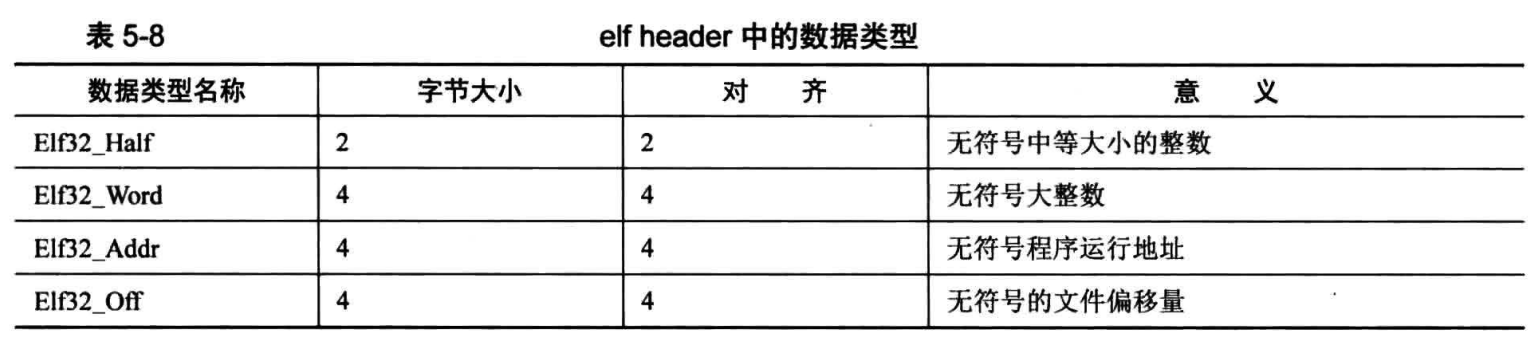 表 5-8 elf header 中的数据类型
数据类型名称 字节大小 对 齐 意 义
Elf32_Half 2 2 无符号中等大小的整数
Elf32_Word 4 4 无符号大整数
Elf32_Addr 4 4 无符号程序运行地址
Elf32_Off 4 4 无符号的文件偏移量